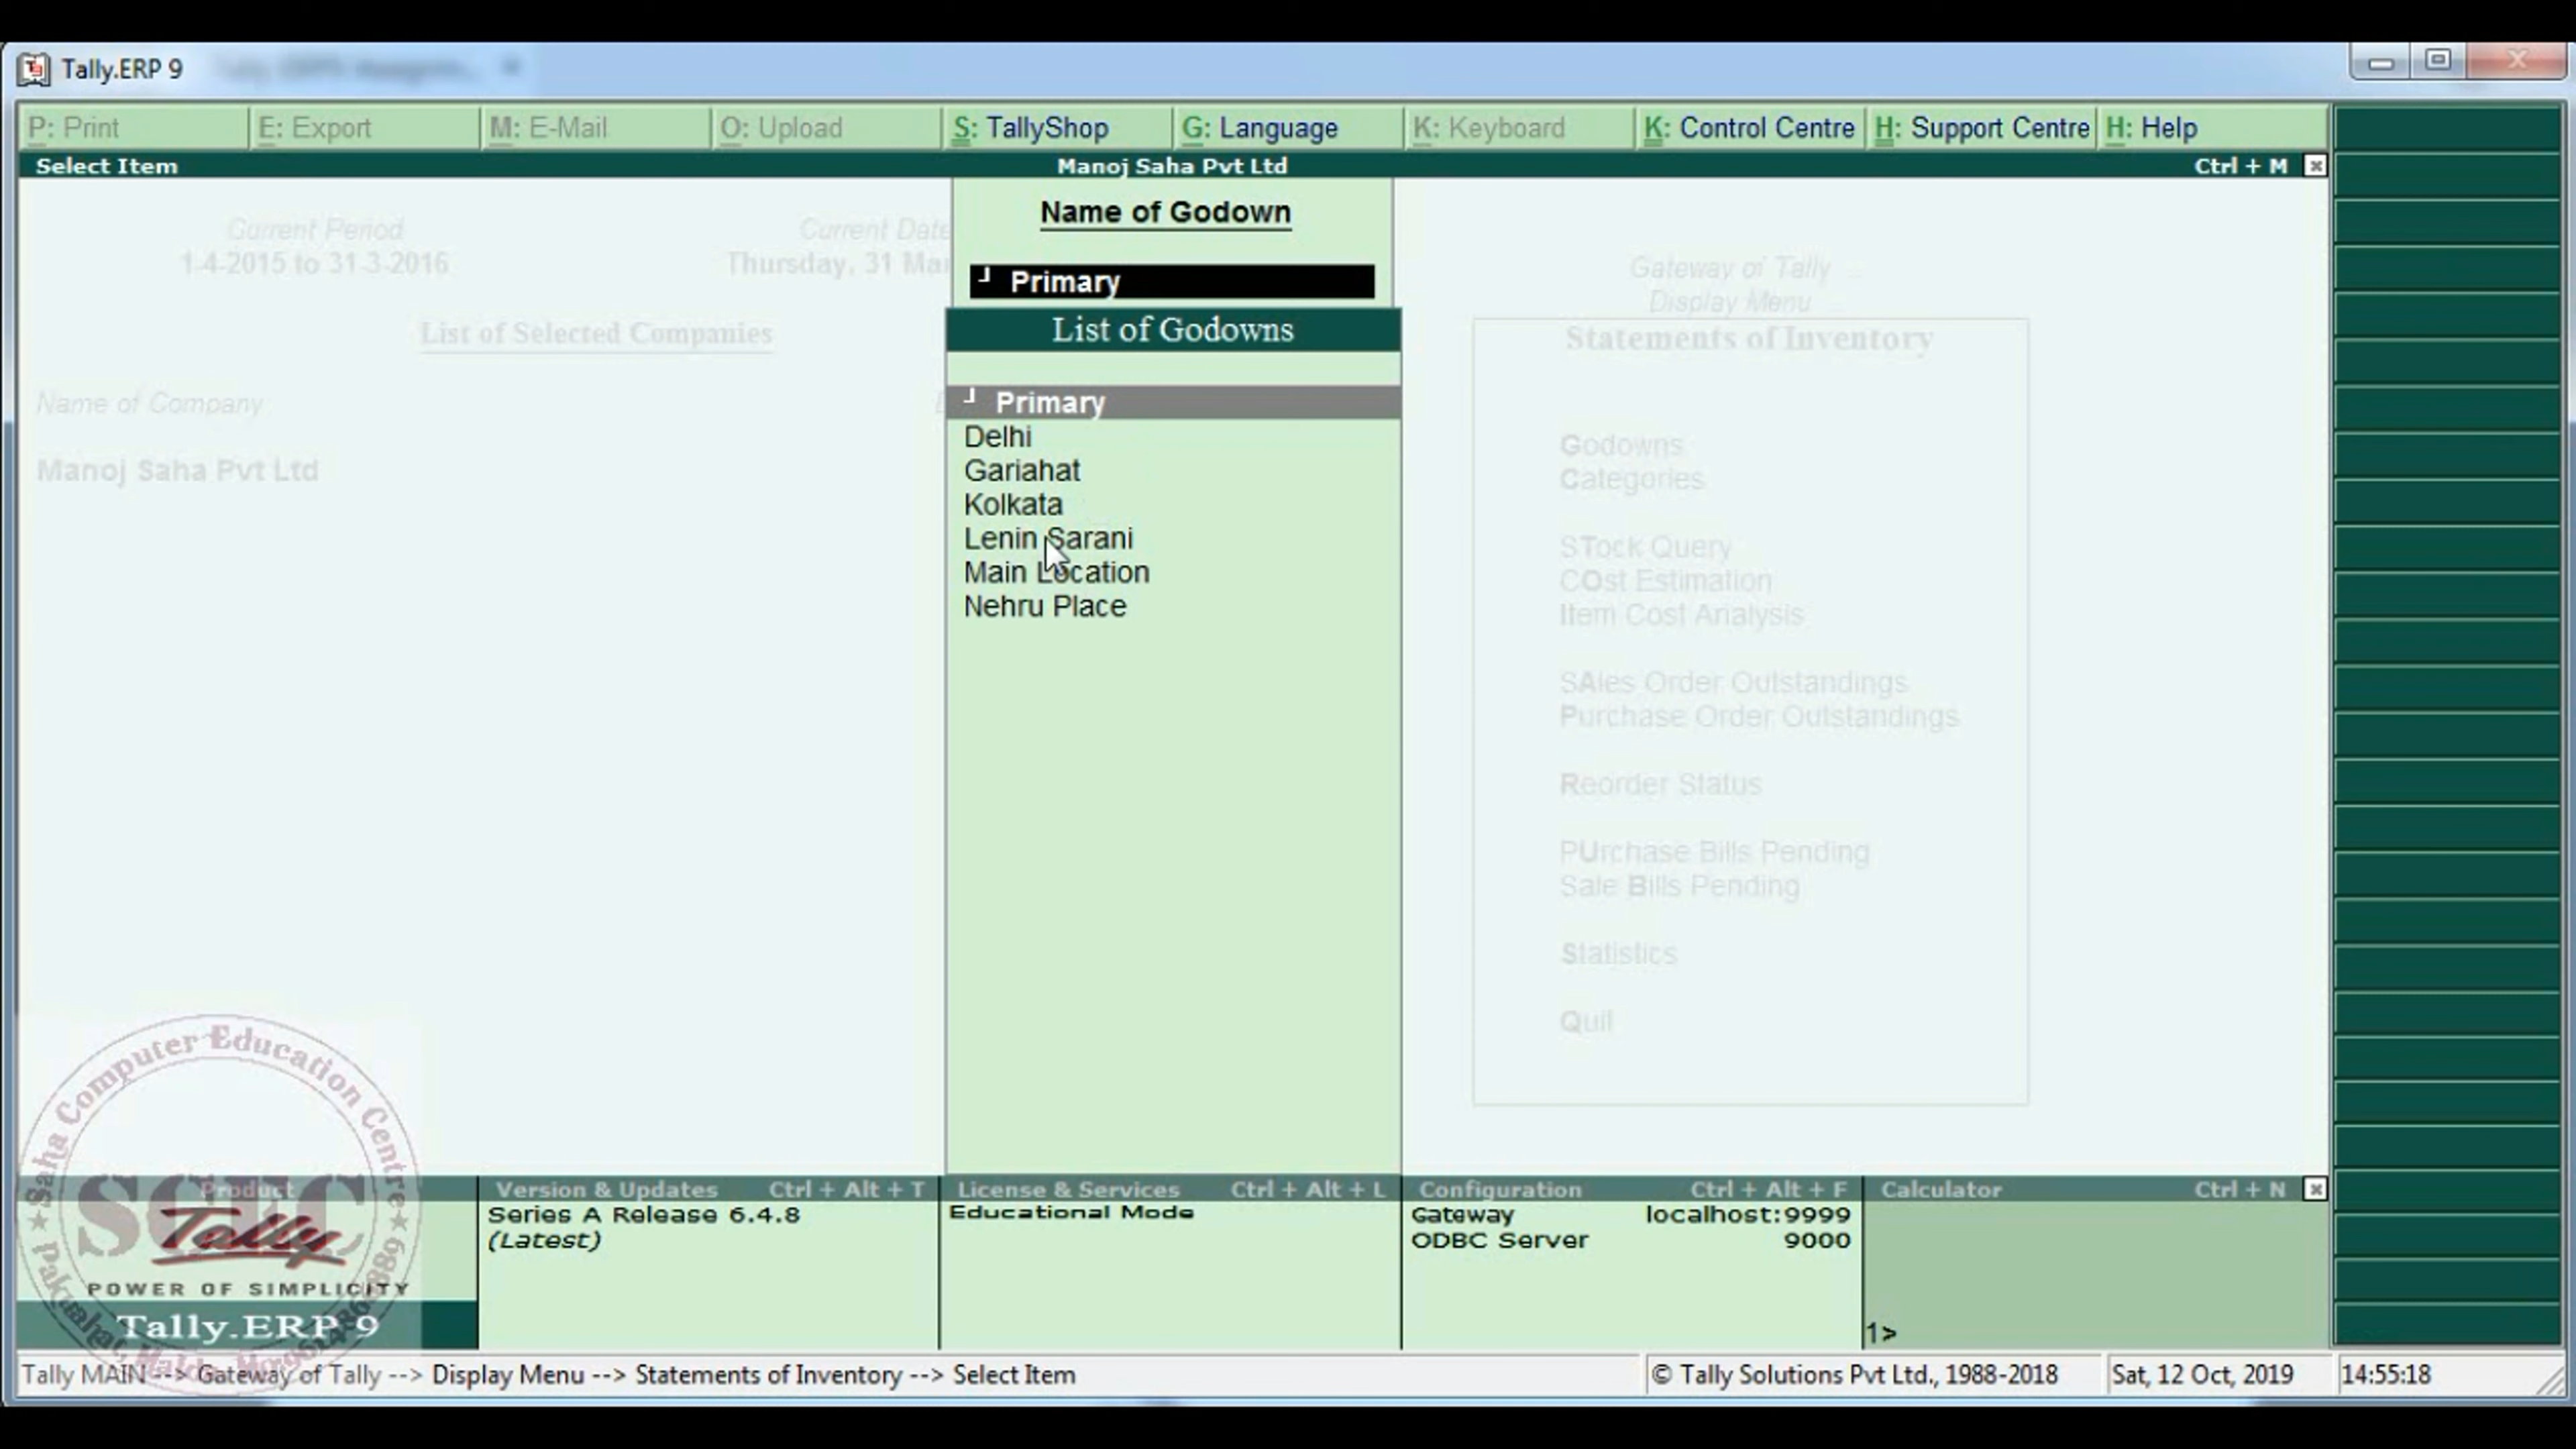 Tally.ERP 9
P: Print
E: Export
M: E-Mail
O: Upload
S: TallyShop
G: Language
K: Keyboard
K: Control Centre
H: Support Centre
H: Help
Select Item
Manoj Saha Pvt Ltd
Ctrl + M
Current Period
1-4-2015 to 31-3-2016
Current Date
Thursday, 31
List of Selected Companies
Name of Company
Manoj Saha Pvt Ltd
Name of Godown
Primary
List of Godowns
Primary
Delhi
Gariahat
Kolkata
Lenin Sarani
Main Location
Nehru Place
Gateway of Tally ...
Display Menu
Statements of Inventory
Godowns
Categories
STock Query
COst Estimation
Item Cost Analysis
SAles Order Outstandings
Purchase Order Outstandings
Reorder Status
PUrchase Bills Pending
Sale Bills Pending
Statistics
Quit
Saha Computer Education Centre
SCEC
Product
Tally
POWER OF SIMPLICITY
Tally.ERP 9
Version & Updates Ctrl + Alt + T
Series A Release 6.4.8
(Latest)
License & Services Ctrl + Alt + L
Educational Mode
Configuration Ctrl + Alt + F
Gateway localhost:9999
ODBC Server 9000
Calculator Ctrl + N
1>
Tally MAIN --> Gateway of Tally --> Display Menu --> Statements of Inventory --> Select Item
© Tally Solutions Pvt Ltd., 1988-2018
Sat, 12 Oct, 2019
14:55:18